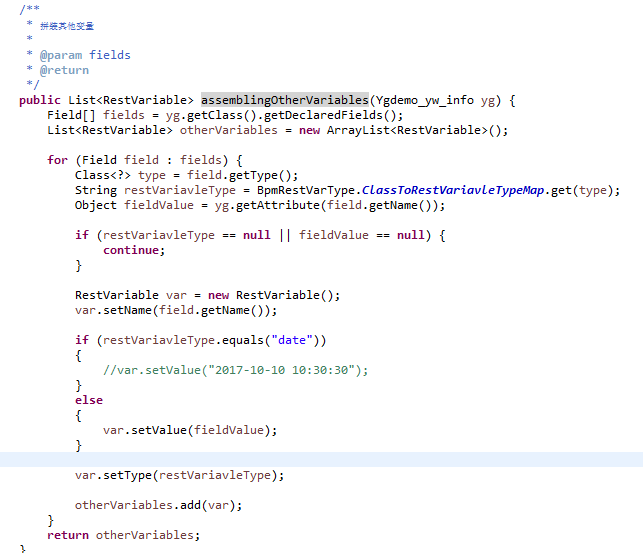 /**
 * 拼装其他变量
 *
 * @param fields
 * @return
 */
public List<RestVariable> assemblingOtherVariables(Ygdemo_yw_info yg) {
    Field[] fields = yg.getClass().getDeclaredFields();
    List<RestVariable> otherVariables = new ArrayList<RestVariable>();

    for (Field field : fields) {
        Class<?> type = field.getType();
        String restVariavleType = BpmRestVarType.ClassToRestVariavleTypeMap.get(type);
        Object fieldValue = yg.getAttribute(field.getName());

        if (restVariavleType == null || fieldValue == null) {
            continue;
        }

        RestVariable var = new RestVariable();
        var.setName(field.getName());

        if (restVariavleType.equals("date"))
        {
            //var.setValue("2017-10-10 10:30:30");
        }
        else
        {
            var.setValue(fieldValue);
        }

        var.setType(restVariavleType);

        otherVariables.add(var);
    }
    return otherVariables;
}